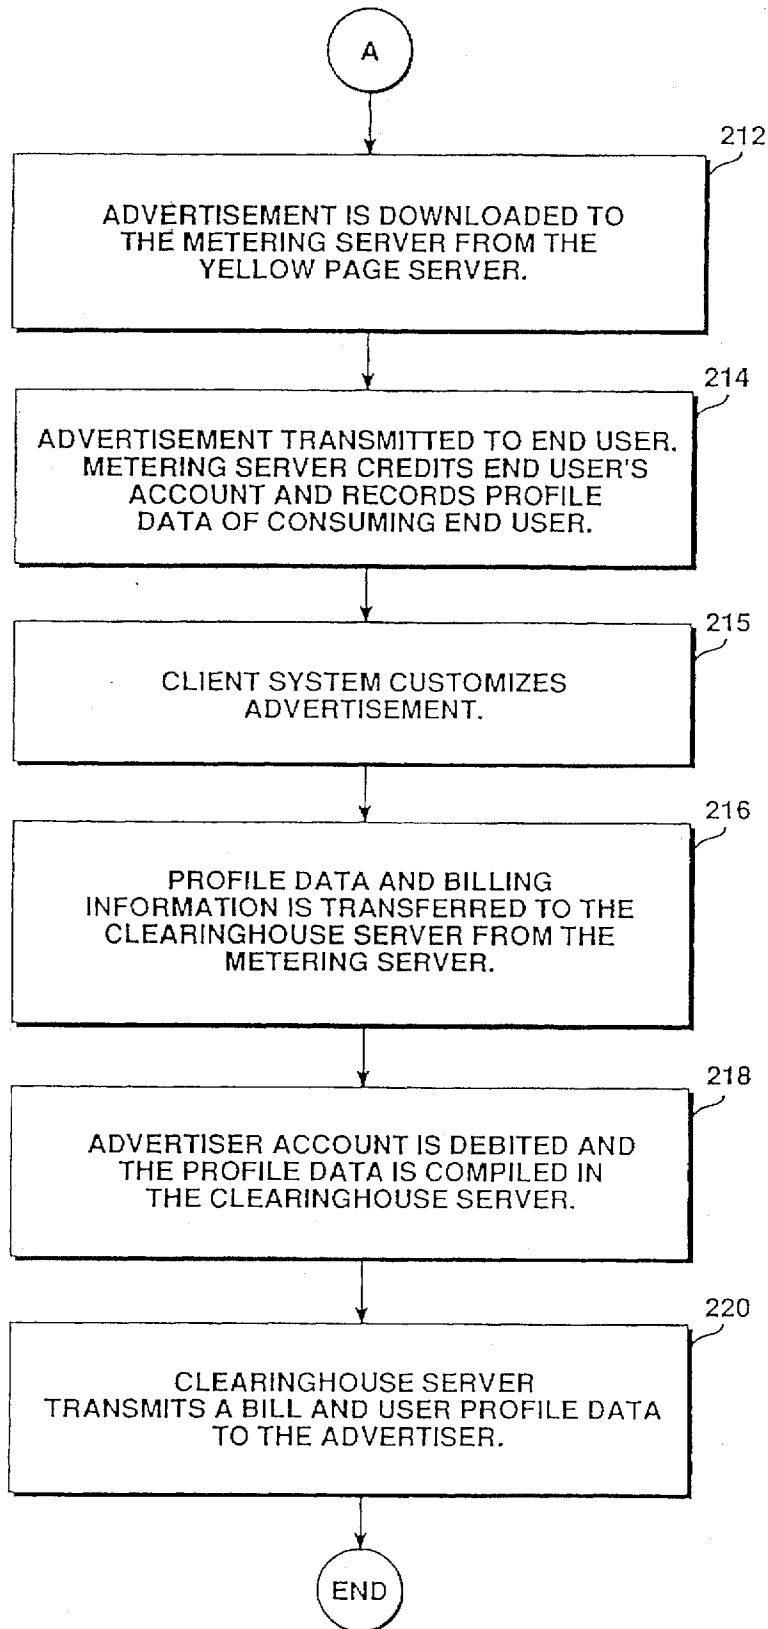 A
212
ADVERTISEMENT IS DOWNLOADED TO
THE METERING SERVER FROM THE
YELLOW PAGE SERVER.
214
ADVERTISEMENT TRANSMITTED TO END USER.
METERING SERVER CREDITS END USER'S
ACCOUNT AND RECORDS PROFILE
DATA OF CONSUMING END USER.
215
CLIENT SYSTEM CUSTOMIZES
ADVERTISEMENT.
216
PROFILE DATA AND BILLING
INFORMATION IS TRANSFERRED TO THE
CLEARINGHOUSE SERVER FROM THE
METERING SERVER.
218
ADVERTISER ACCOUNT IS DEBITED AND
THE PROFILE DATA IS COMPILED IN
THE CLEARINGHOUSE SERVER.
220
CLEARINGHOUSE SERVER
TRANSMITS A BILL AND USER PROFILE DATA
TO THE ADVERTISER.
END